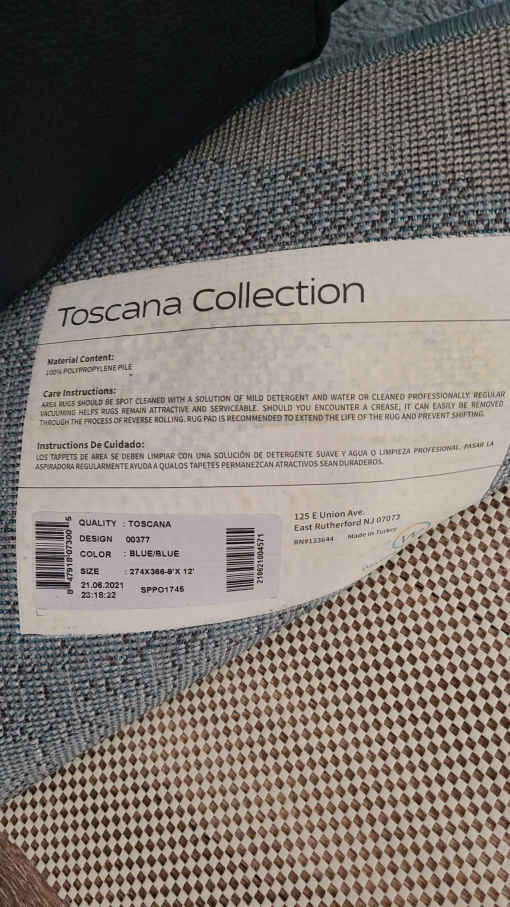 Toscana Collection
Material Content:
100% POLYPROPYLENE PILE
Care Instructions:
AREA RUGS SHOULD BE SPOT CLEANED WITH A SOLUTION OF MILD DETERGENT AND WATER OR CLEANED PROFESSIONALLY. REGULAR
VACUUMING HELPS RUGS REMAIN ATTRACTIVE AND SERVICEABLE. SHOULD YOU ENCOUNTER A CREASE, IT CAN EASILY BE REMOVED
THROUGH THE PROCESS OF REVERSE ROLLING. RUG PAD IS RECOMMENDED TO EXTEND THE LIFE OF THE RUG AND PREVENT SHIFTING.
Instructions De Cuidado:
LOS TAPPETS DE AREA SE DEBEN LIMPIAR CON UNA SOLUCIÓN DE DETERGENTE SUAVE Y AGUA O LIMPIEZA PROFESIONAL. PASAR LA
ASPIRADORA REGULARMENTE AYUDA A QUALOS TAPETES PERMANEZCAN ATRACTIVOS SEAN DURADEROS.
QUALITY : TOSCANA
DESIGN 00377
COLOR : BLUE/BLUE
SIZE : 274X366-9'X 12'
21.06.2021
23:18:22 SPPO1745
210621004571
125 E Union Ave.
East Rutherford NJ 07073
RN#133644 Made in Turkey